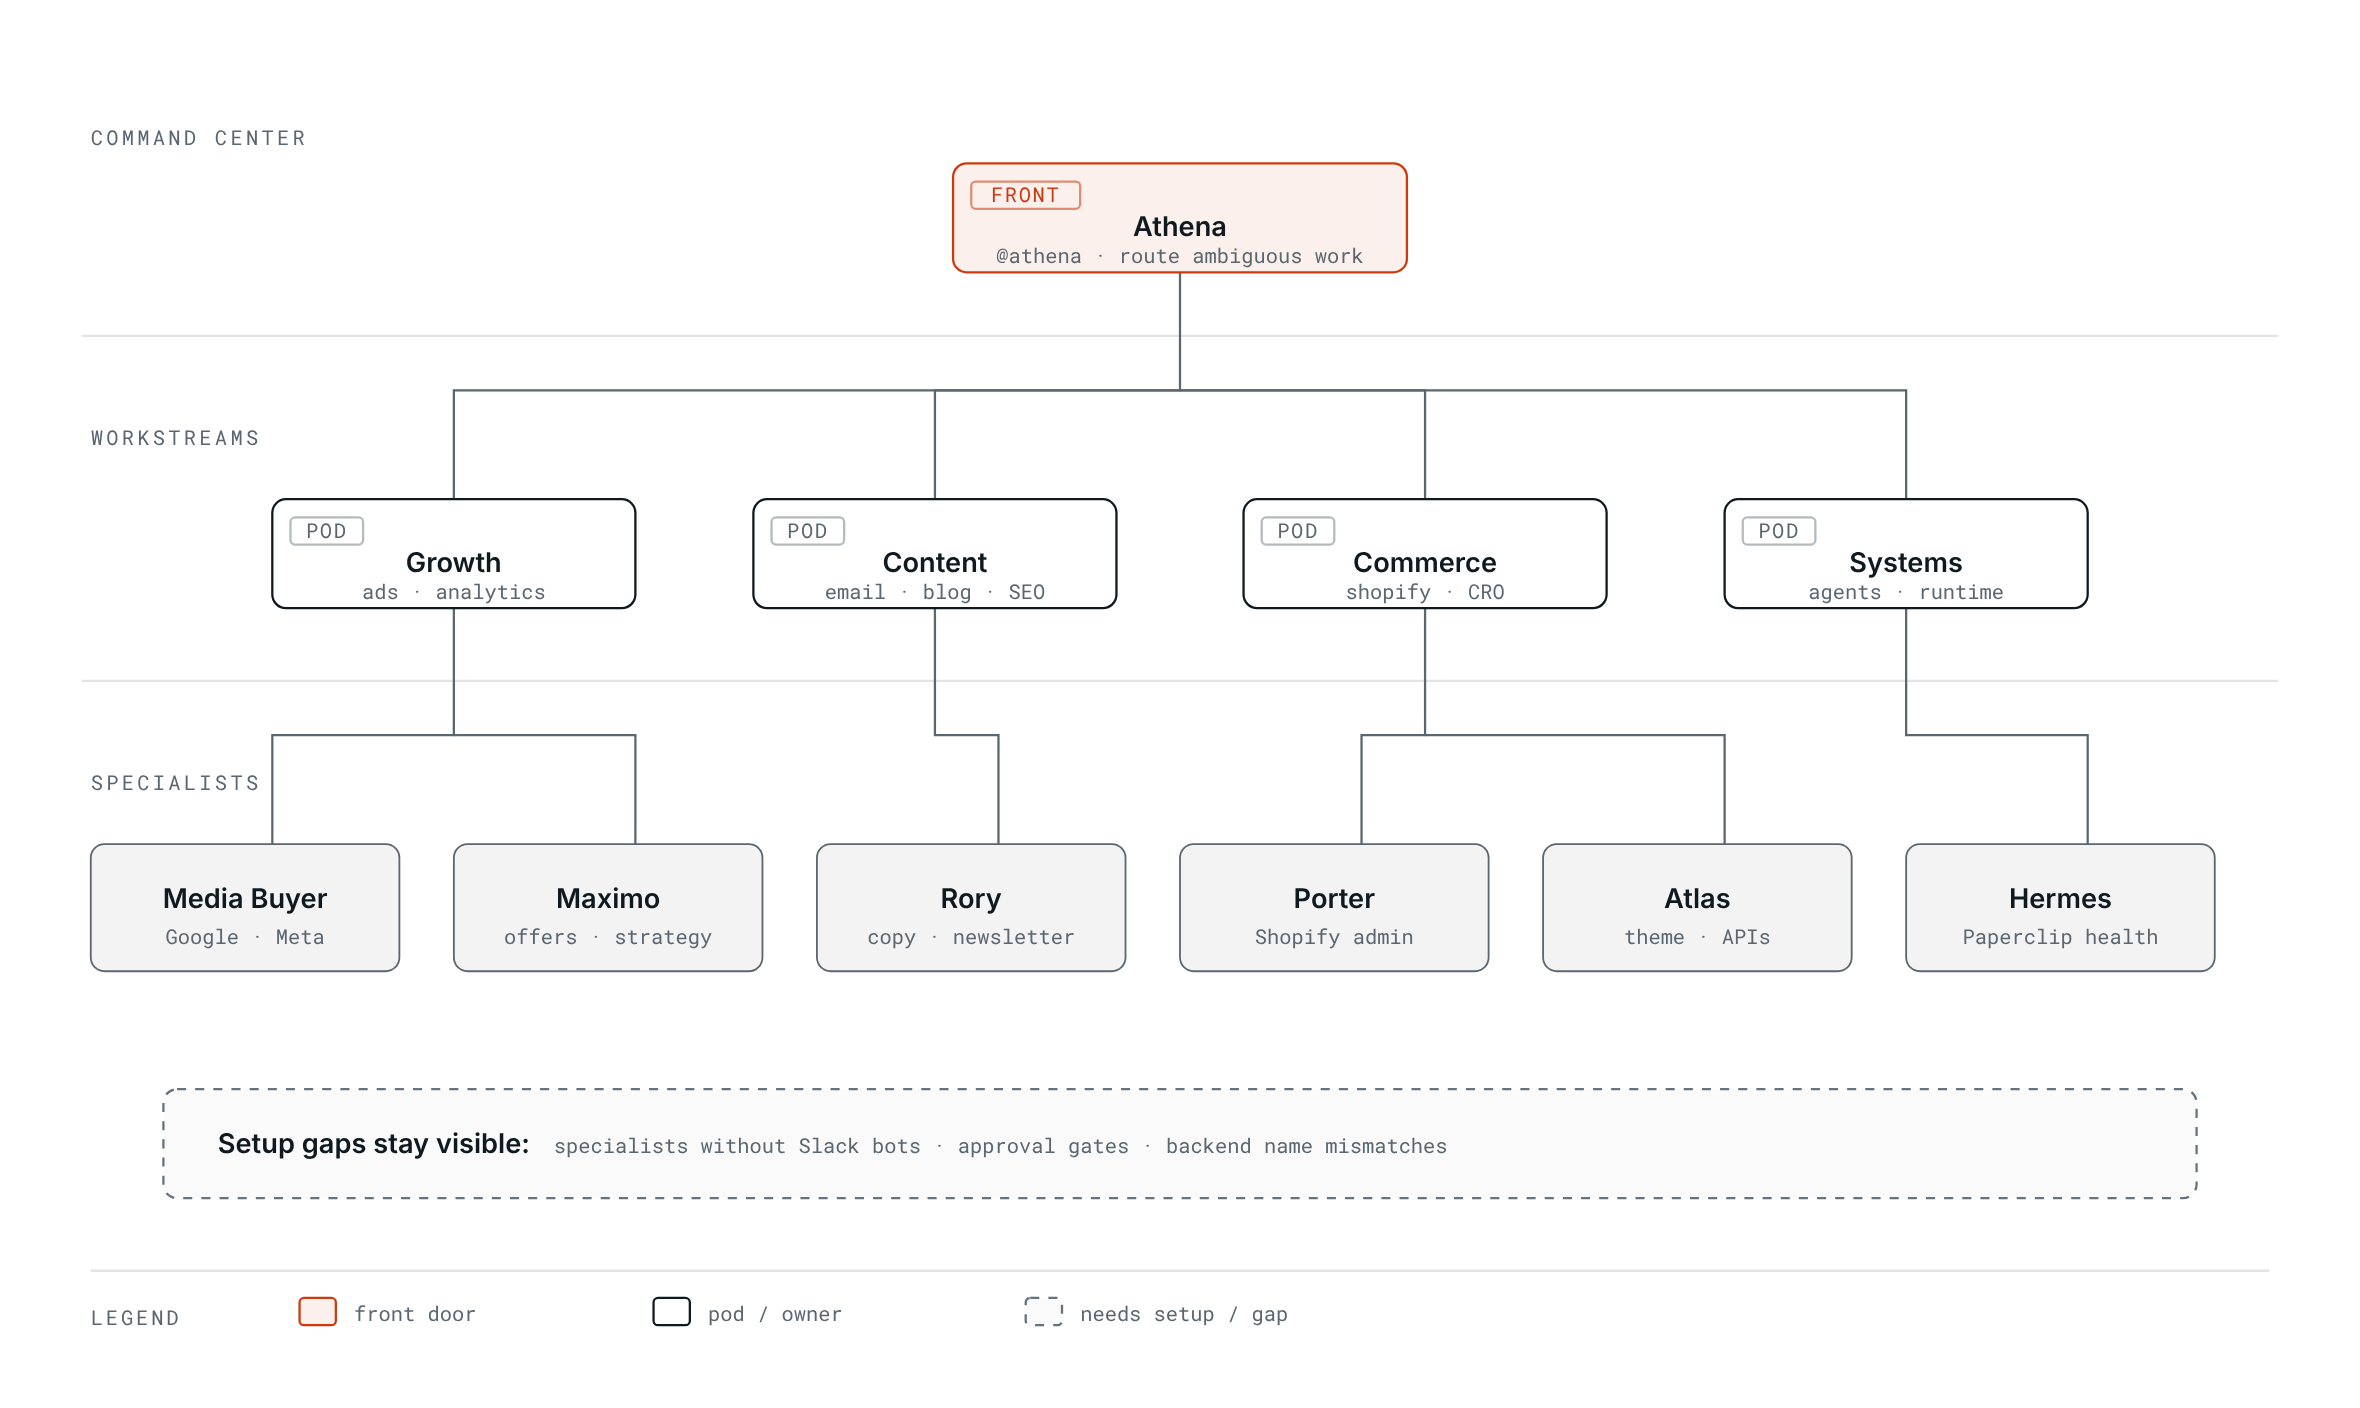 COMMAND CENTER
FRONT
Athena
@athena · route ambiguous work
WORKSTREAMS
POD
Growth
ads · analytics
POD
Content
email · blog · SEO
POD
Commerce
shopify · CRO
POD
Systems
agents · runtime
SPECIALISTS
Media Buyer
Google · Meta
Maximo
offers · strategy
Rory
copy · newsletter
Porter
Shopify admin
Atlas
theme · APIs
Hermes
Paperclip health
Setup gaps stay visible: specialists without Slack bots · approval gates · backend name mismatches
LEGEND
front door
pod / owner
needs setup / gap